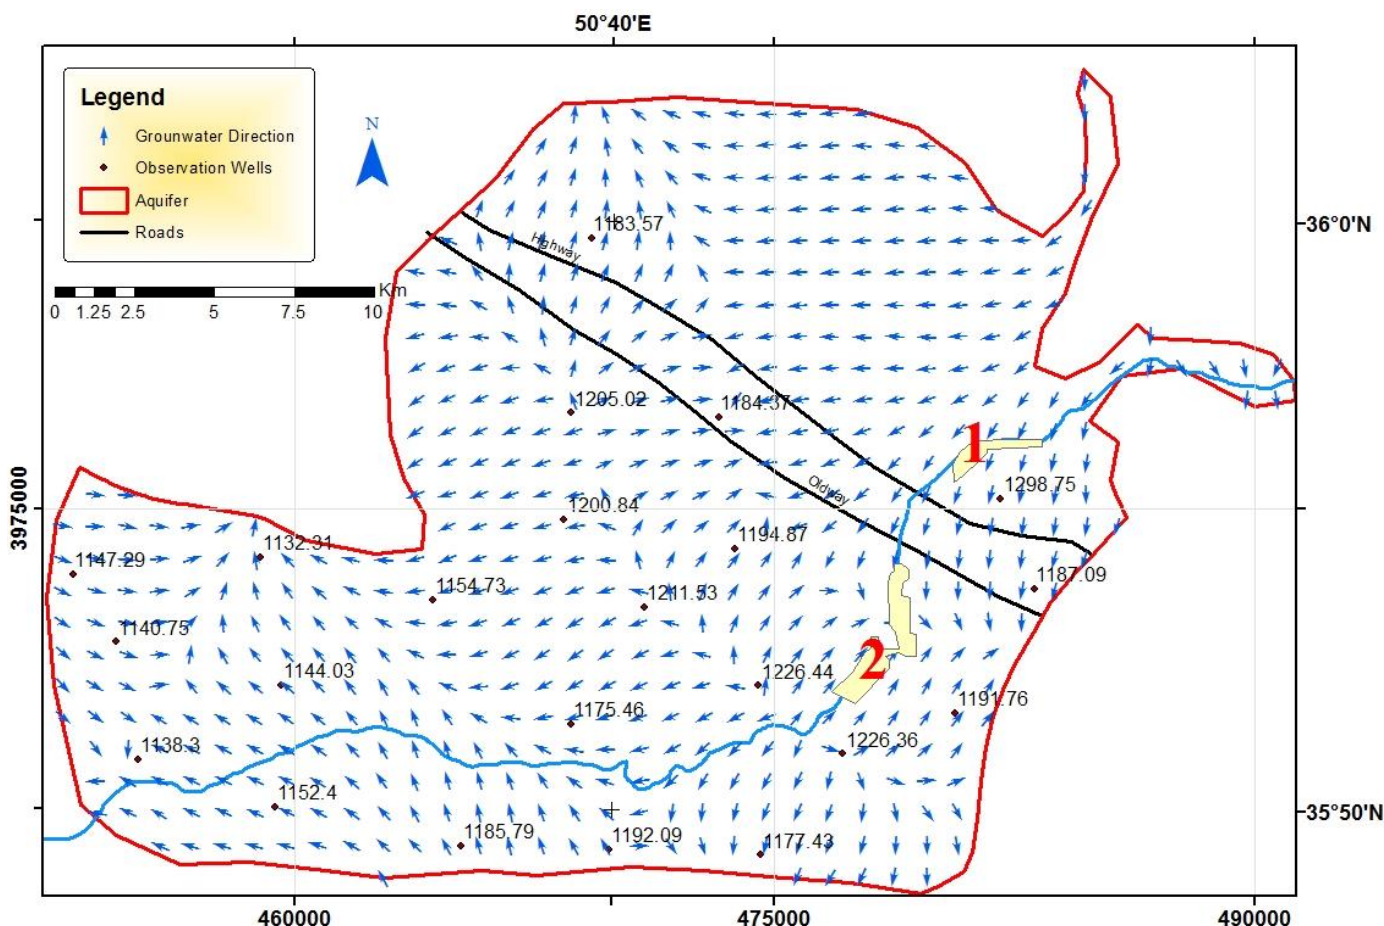 50°40'E
Legend
Grounwater Direction
Observation Wells
Aquifer
Roads
N
Km
0 1.25 2.5 5 7.5 10
1183.57
36°0'N
Highway
1205.02
1184.37
1
1298.75
Oldway
3975000
1200.84
1194.87
1132.31
1147.29
1187.09
1154.73
1211.53
1140.75
1144.03
1226.44
2
1191.76
1175.46
1226.36
1138.3
1152.4
35°50'N
1185.79
1192.09
1177.43
460000
475000
490000